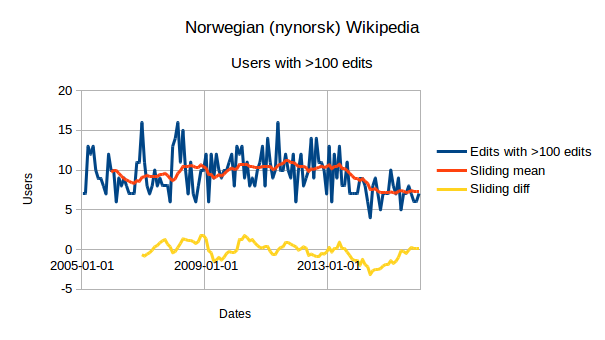 Norwegian (nynorsk) Wikipedia
Users with >100 edits
20
15
10
5
0
-5
Users
2005-01-01
2009-01-01
2013-01-01
Dates
Edits with >100 edits
Sliding mean
Sliding diff